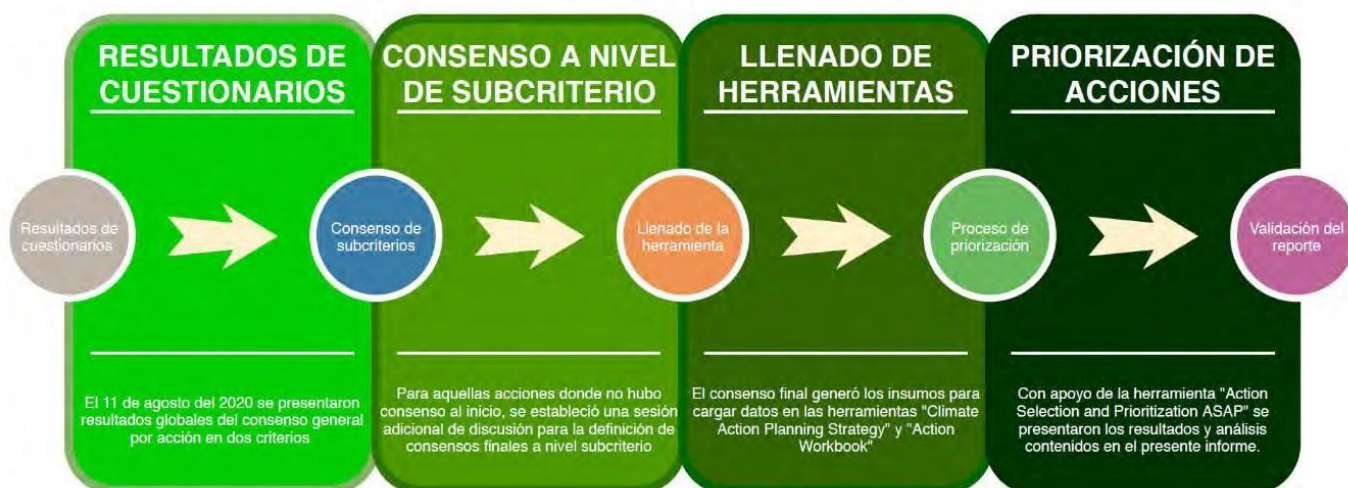 RESULTADOS DE
CUESTIONARIOS
CONSENSO A NIVEL
DE SUBCRITERIO
LLENADO DE
HERRAMIENTAS
PRIORIZACIÓN DE
ACCIONES
Resultados de
cuestionarios
Consenso de
subcriterios
Llenado de la
herramienta
Proceso de
priorización
Validación del
reporte
El 11 de agosto del 2020 se presentaron
resultados globales del consenso general
por acción en dos criterios
Para aquellas acciones donde no hubo
consenso al inicio, se estableció una sesión
adicional de discusión para la definición de
consensos finales a nivel subcriterio
El consenso final generó los insumos para
cargar datos en las herramientas "Climate
Action Planning Strategy" y "Action
Workbook"
Con apoyo de la herramienta "Action
Selection and Prioritization ASAP" se
presentaron los resultados y análisis
contenidos en el presente informe.